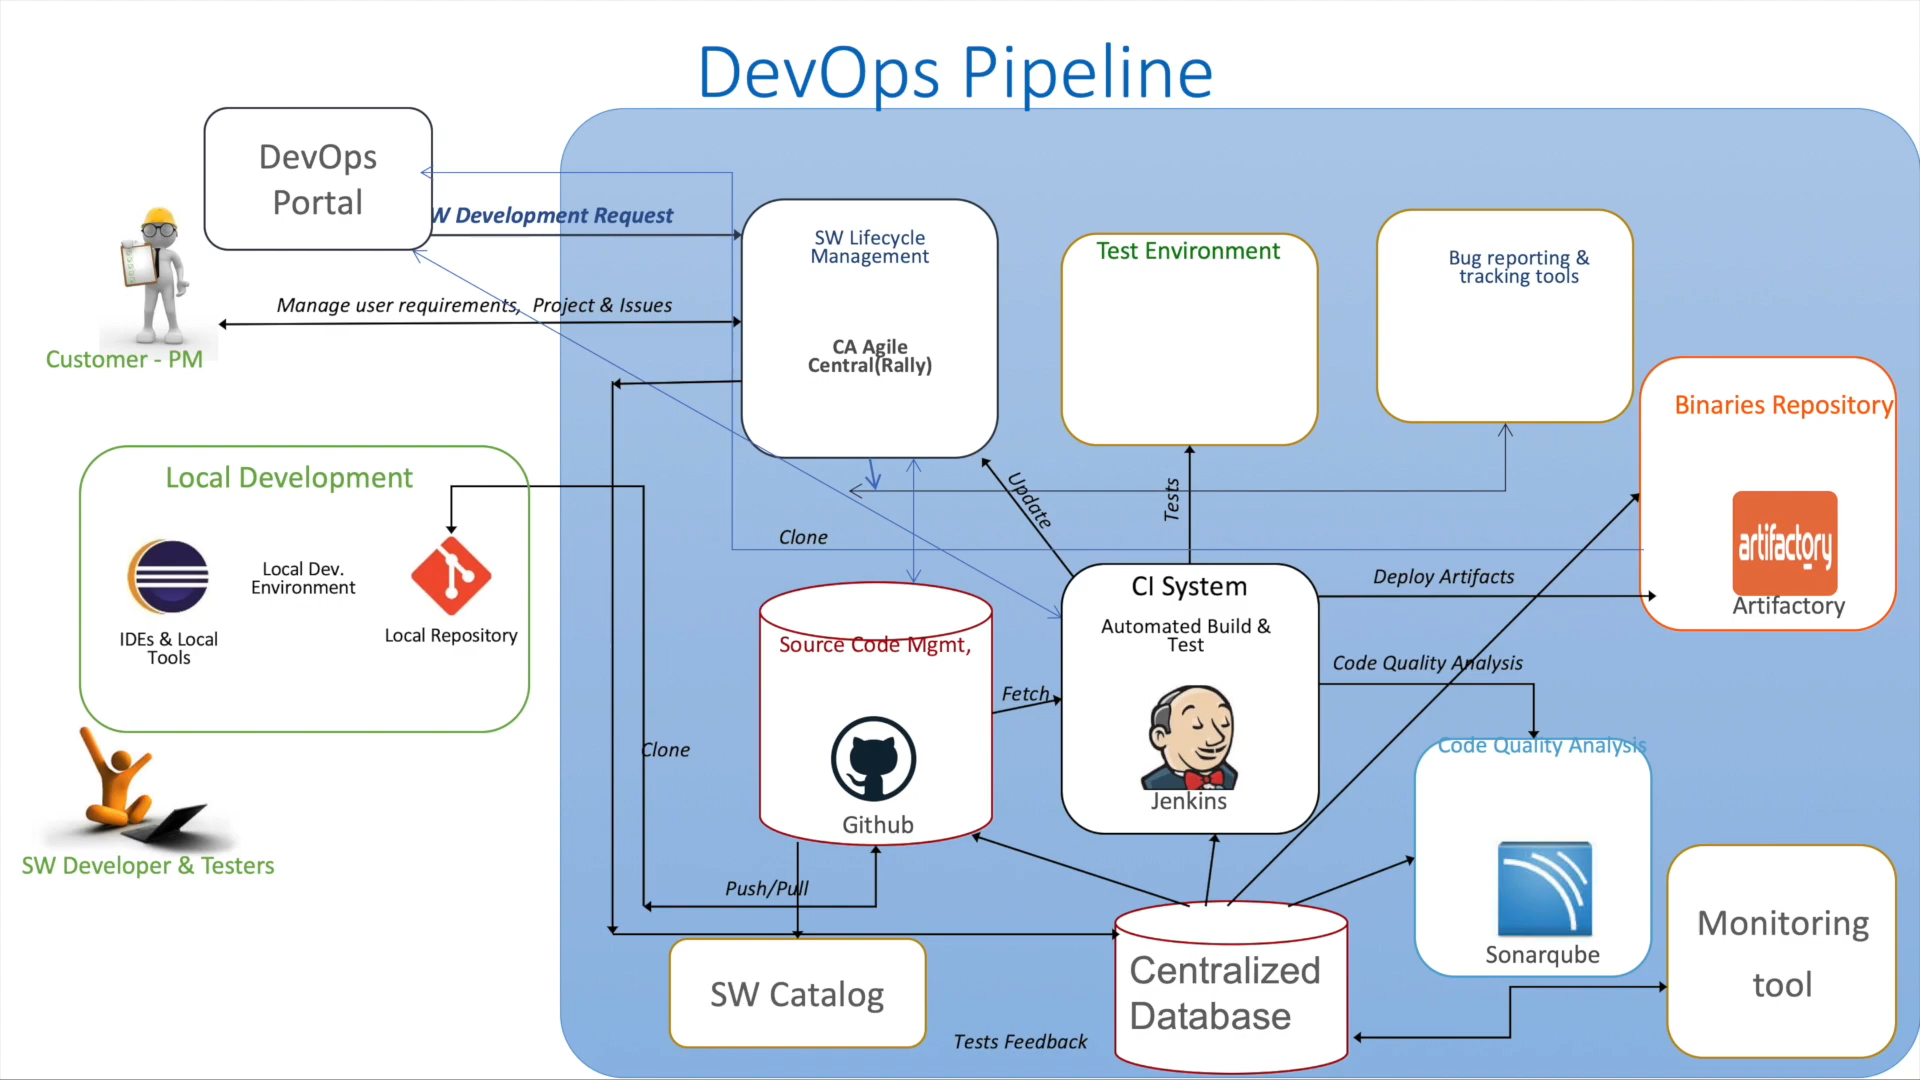 DevOps Pipeline
DevOps
Portal
W Development Request
Manage user requirements, Project & Issues
Customer - PM
SW Lifecycle
Management
CA Agile
Central(Rally)
Test Environment
Bug reporting &
tracking tools
Binaries Repository
artifactory
Artifactory
Local Development
Local Dev.
Environment
IDEs & Local
Tools
Local Repository
SW Developer & Testers
Update
Tests
Clone
CI System
Automated Build &
Test
Jenkins
Deploy Artifacts
Code Quality Analysis
Source Code Mgmt,
Github
Fetch
Clone
Push/Pull
Code Quality Analysis
Sonarqube
Monitoring
tool
SW Catalog
Centralized
Database
Tests Feedback